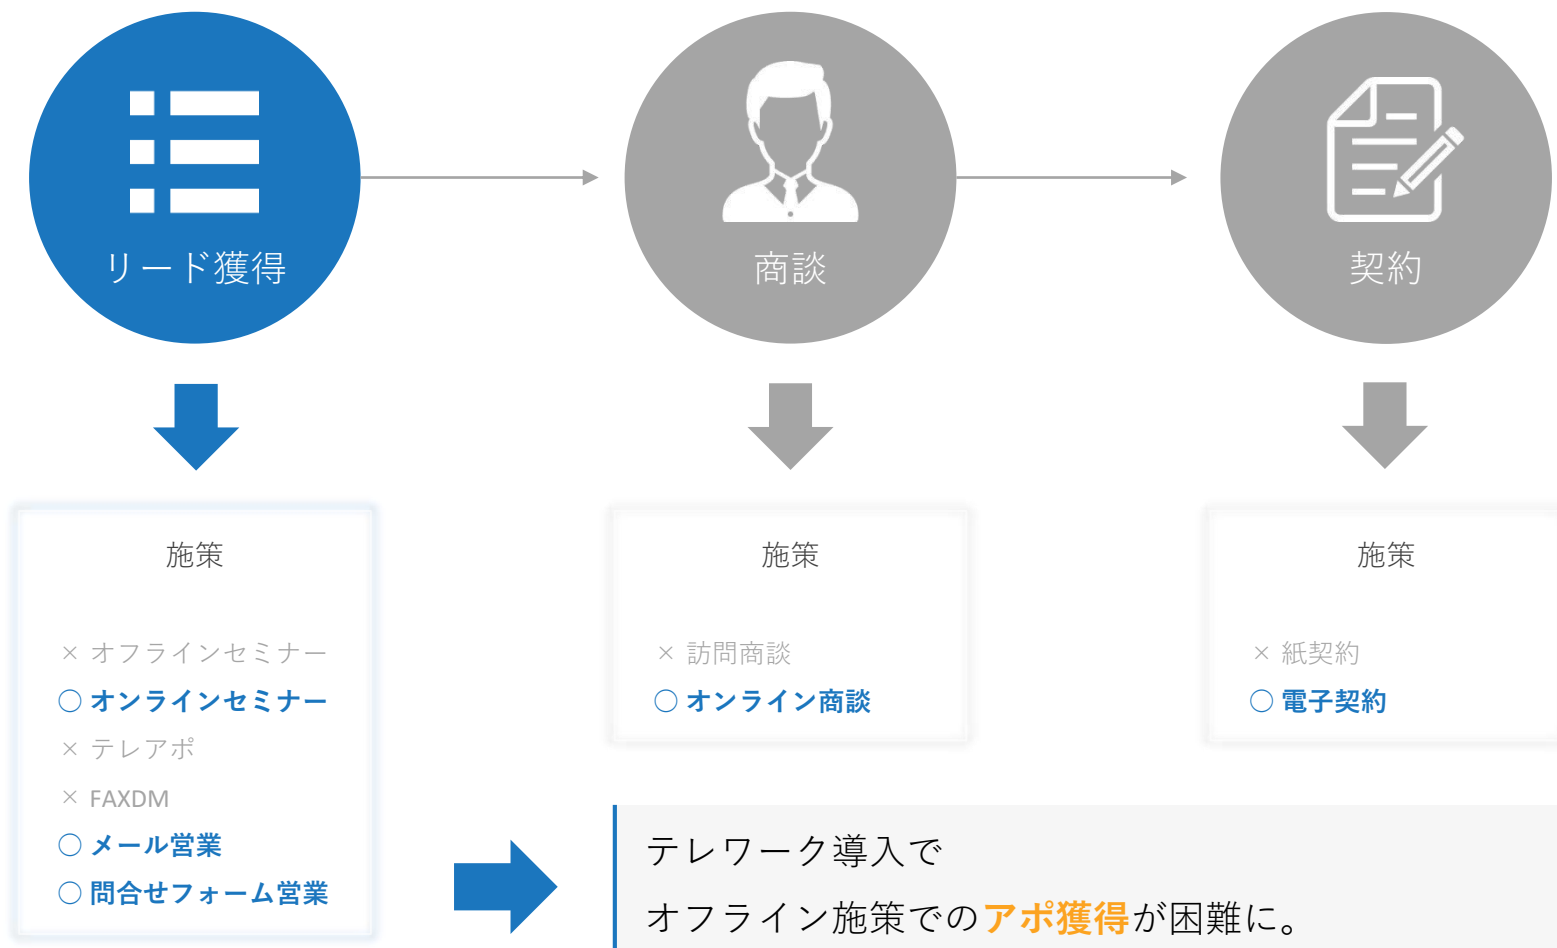 リード獲得
商談
契約
施策
× オフラインセミナー
○ オンラインセミナー
× テレアポ
× FAXDM
○ メール営業
○ 問合せフォーム営業
施策
× 訪問商談
○ オンライン商談
施策
× 紙契約
○ 電子契約
テレワーク導入で
オフライン施策でのアポ獲得が困難に。